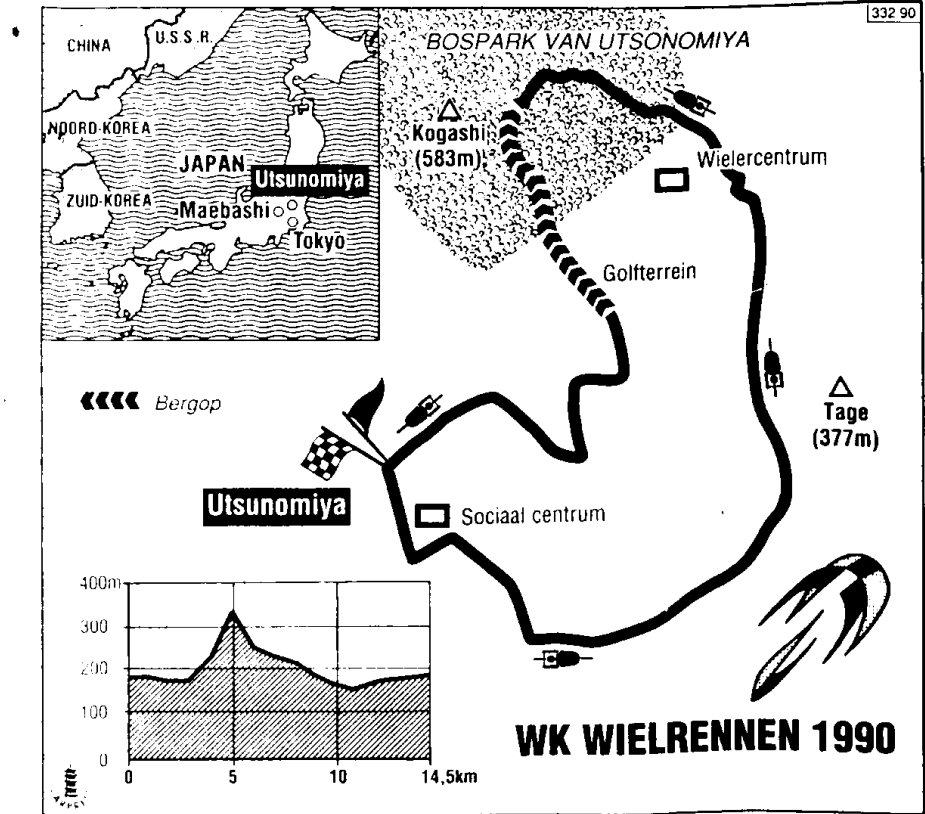 332 90
CHINA
U.S.S.R.
NOORD-KOREA
JAPAN
Utsunomiya
ZUID-KOREA
Maebashi
Tokyo
BOSPARK VAN UTSONOMIYA
Kogashi
(583m)
Wielercentrum
Golfterrein
Bergop
Tage
(377m)
Utsunomiya
Sociaal centrum
400m
300
200
100
0
0 5 10 14,5km
WK WIELRENNEN 1990